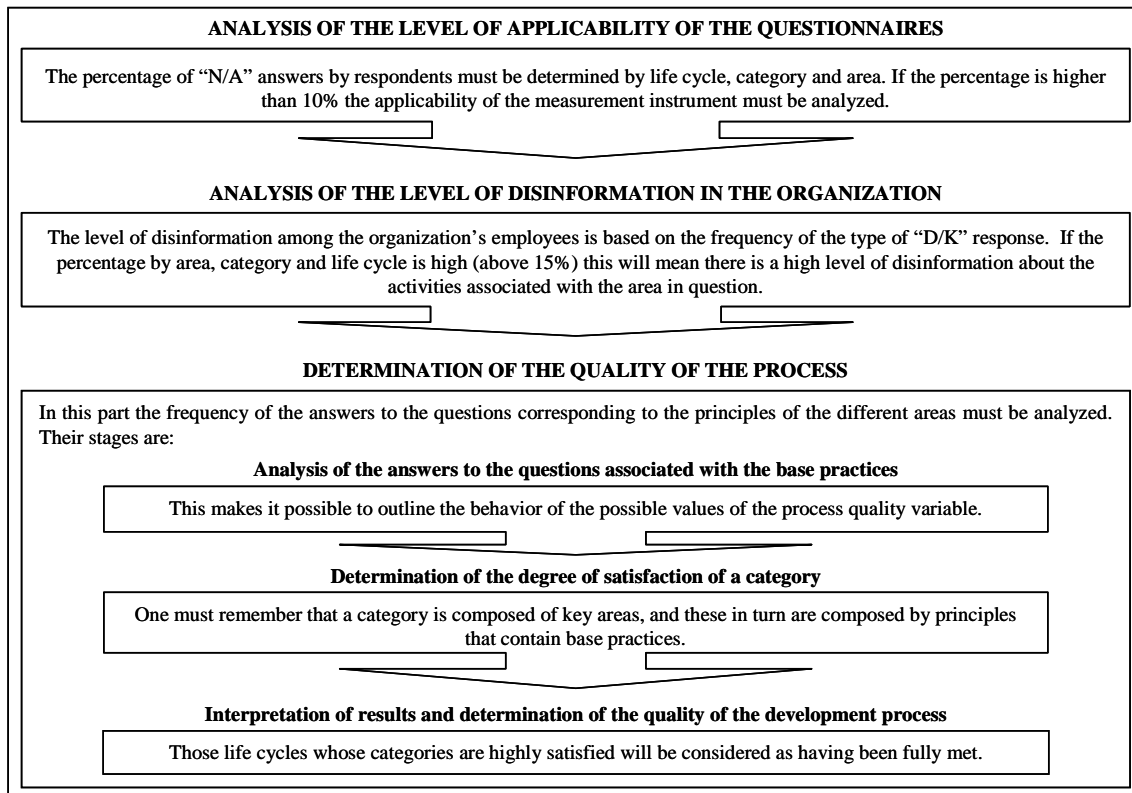 ANALYSIS OF THE LEVEL OF APPLICABILITY OF THE QUESTIONNAIRES
The percentage of “N/A” answers by respondents must be determined by life cycle, category and area. If the percentage is higher
than 10% the applicability of the measurement instrument must be analyzed.
ANALYSIS OF THE LEVEL OF DISINFORMATION IN THE ORGANIZATION
The level of disinformation among the organization’s employees is based on the frequency of the type of “D/K” response. If the
percentage by area, category and life cycle is high (above 15%) this will mean there is a high level of disinformation about the
activities associated with the area in question.
DETERMINATION OF THE QUALITY OF THE PROCESS
In this part the frequency of the answers to the questions corresponding to the principles of the different areas must be analyzed.
Their stages are:
Analysis of the answers to the questions associated with the base practices
This makes it possible to outline the behavior of the possible values of the process quality variable.
Determination of the degree of satisfaction of a category
One must remember that a category is composed of key areas, and these in turn are composed by principles
that contain base practices.
Interpretation of results and determination of the quality of the development process
Those life cycles whose categories are highly satisfied will be considered as having been fully met.